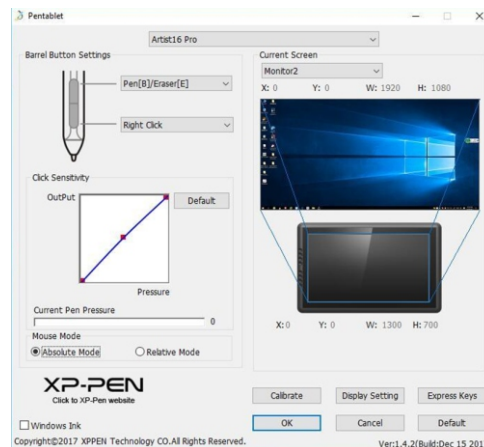 Pentablet
Artist16 Pro
Barrel Button Settings
Pen[B]/Eraser[E]
Right Click
Click Sensitivity
OutPut
Default
Pressure
Current Pen Pressure
0
Mouse Mode
Absolute Mode
Relative Mode
XP-PEN
Click to XP-Pen website
Windows Ink
Copyright©2017 XPPEN Technology CO.All Rights Reserved.
Current Screen
Monitor2
X: 0 Y: 0 W: 1920 H: 1080
X: 0 Y: 0 W: 1300 H: 700
Calibrate
Display Setting
Express Keys
OK
Cancel
Default
Ver:1.4.2(Build:Dec 15 201